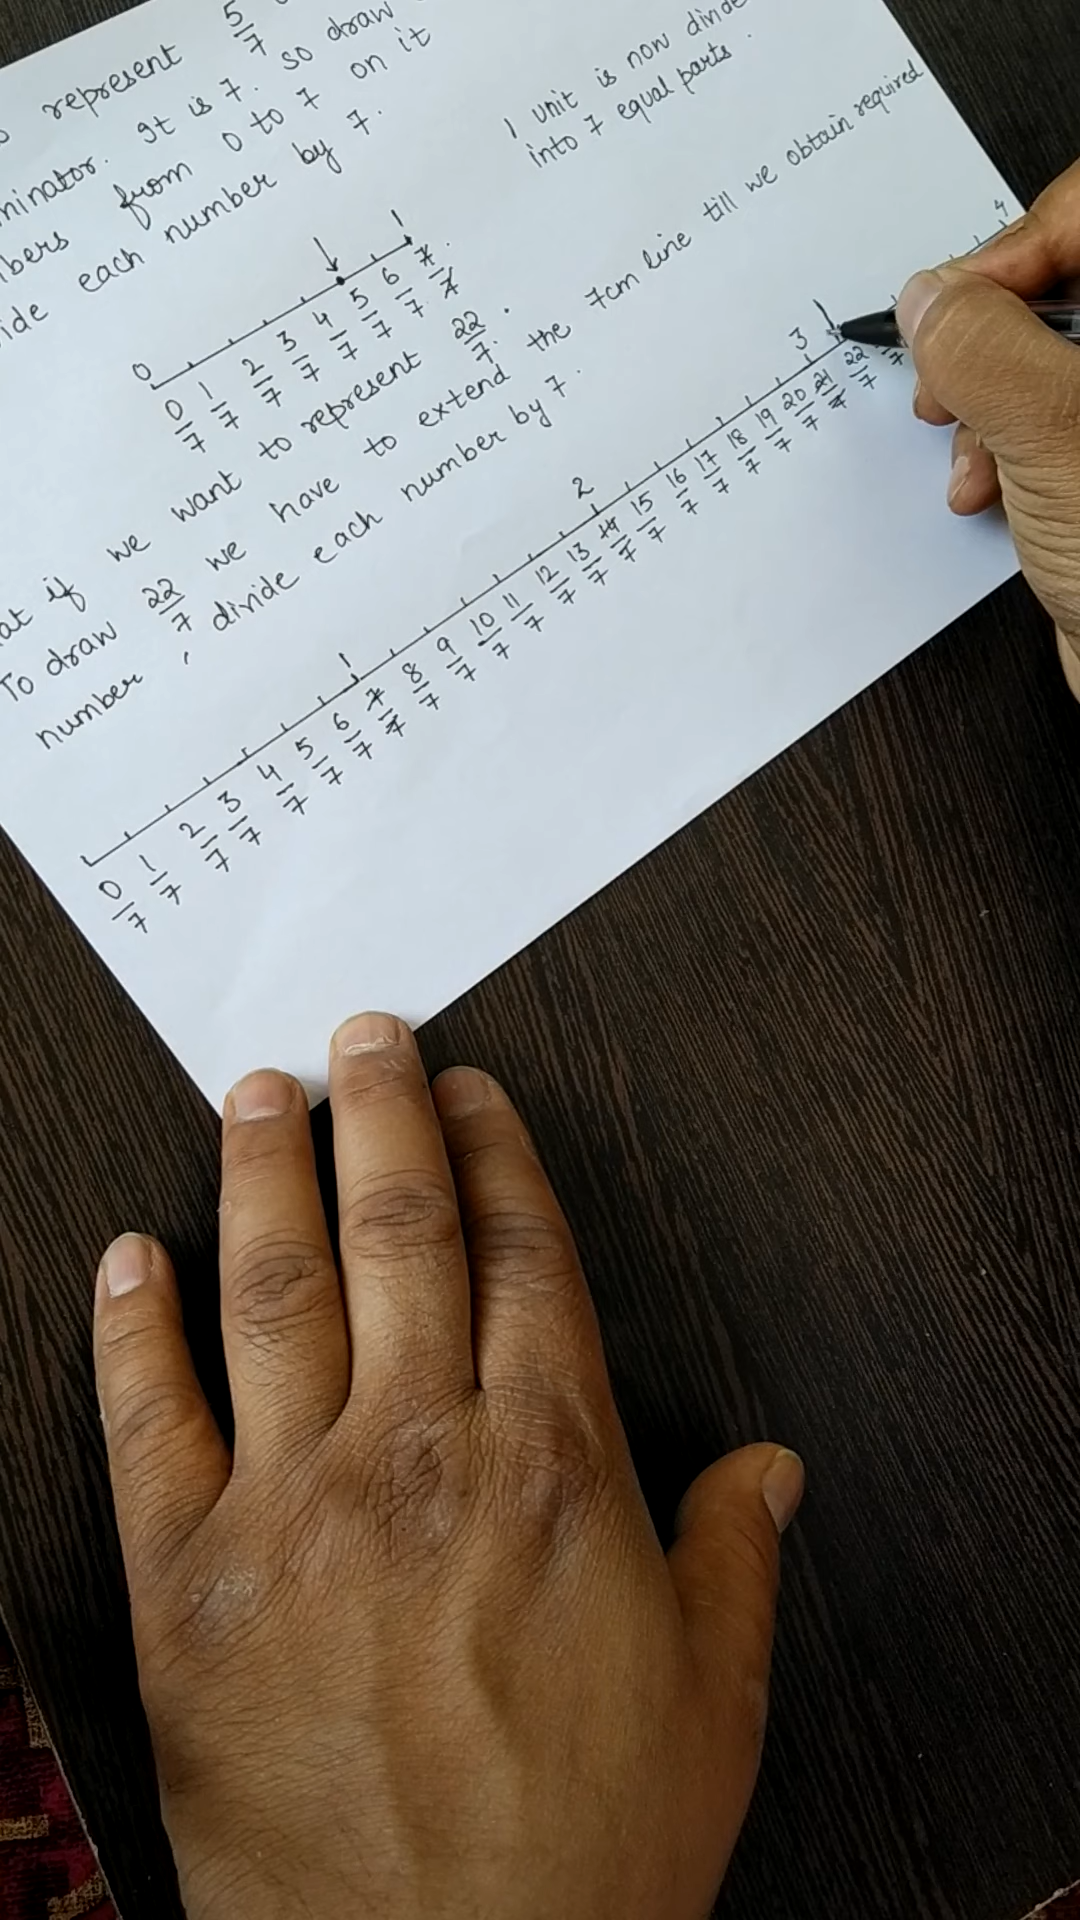 represent 5/7
It is 7. so draw
from 0 to 7 on it
each number by 7.
1 unit is now divide
into 7 equal parts.
0 1
0/7 1/7 2/7 3/7 4/7 5/7 6/7 7/7
if we want to represent 22/7.
To draw 22/7 we have to extend the 7cm line till we obtain required
number, divide each number by 7.
1 2 3 4
0/7 1/7 2/7 3/7 4/7 5/7 6/7 7/7 8/7 9/7 10/7 11/7 12/7 13/7 14/7 15/7 16/7 17/7 18/7 19/7 20/7 21/7 22/7